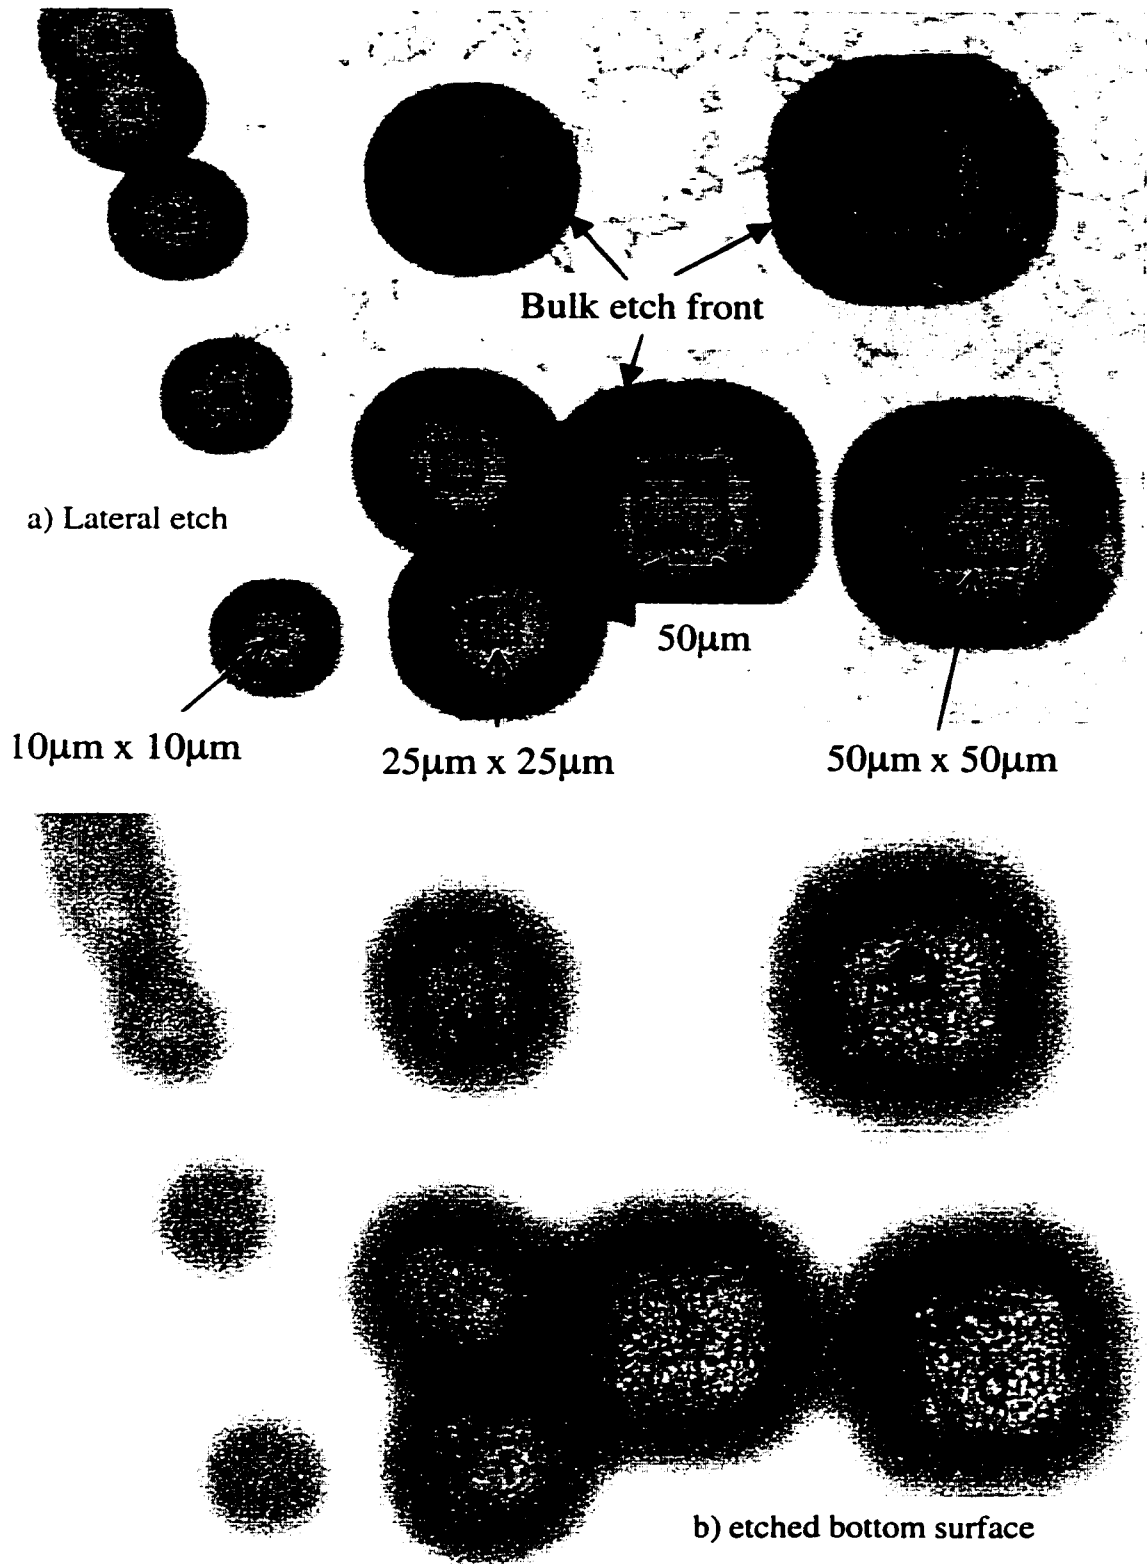 Bulk etch front
a) Lateral etch
50μm
10μm x 10μm
25μm x 25μm
50μm x 50μm
b) etched bottom surface